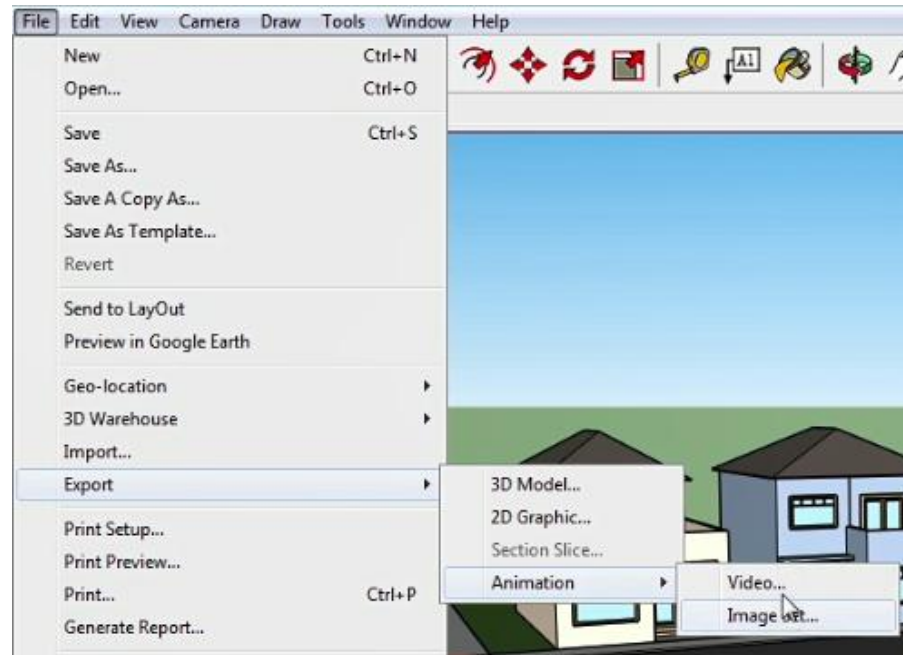 File Edit View Camera Draw Tools Window Help
New Ctrl+N
Open... Ctrl+O
Save Ctrl+S
Save As...
Save A Copy As...
Save As Template...
Revert
Send to LayOut
Preview in Google Earth
Geo-location
3D Warehouse
Import...
Export
Print Setup...
Print Preview...
Print... Ctrl+P
Generate Report...
3D Model...
2D Graphic...
Section Slice...
Animation
Video...
Image Set...
A1